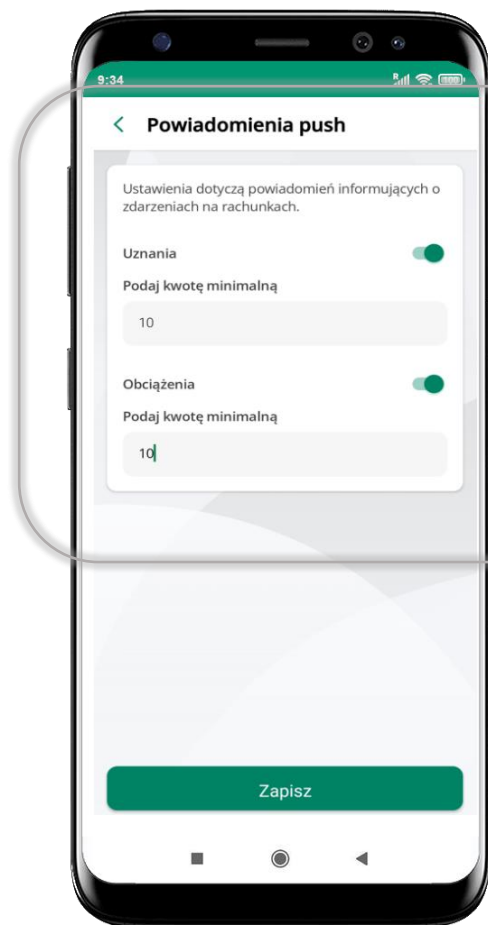 9:34
Powiadomienia push
Ustawienia dotyczą powiadomień informujących o
zdarzeniach na rachunkach.
Uznania
Podaj kwotę minimalną
10
Obciążenia
Podaj kwotę minimalną
10
Zapisz